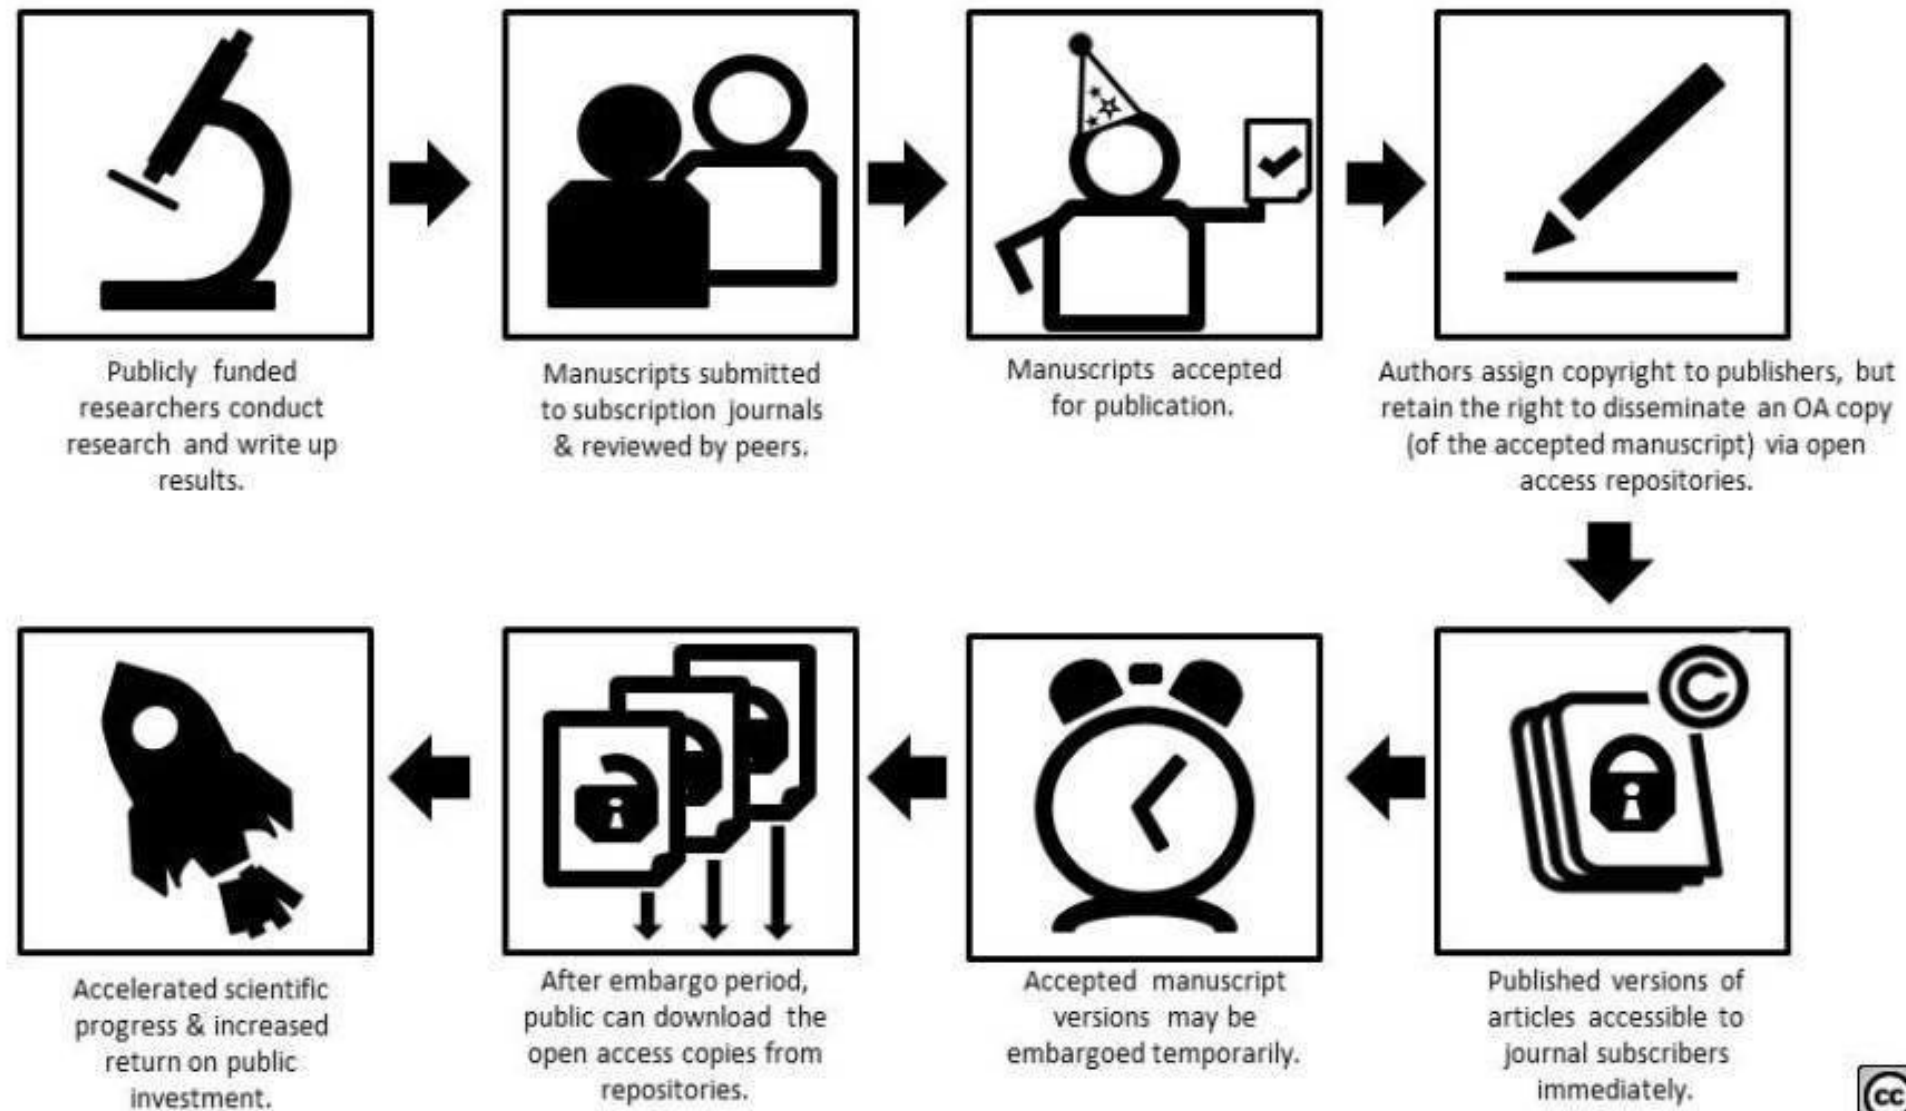 Publicly funded
researchers conduct
research and write up
results.
Manuscripts submitted
to subscription journals
& reviewed by peers.
Manuscripts accepted
for publication.
Authors assign copyright to publishers, but
retain the right to disseminate an OA copy
(of the accepted manuscript) via open
access repositories.
C
Published versions of
articles accessible to
journal subscribers
immediately.
Accepted manuscript
versions may be
embargoed temporarily.
After embargo period,
public can download the
open access copies from
repositories.
Accelerated scientific
progress & increased
return on public
investment.
cc